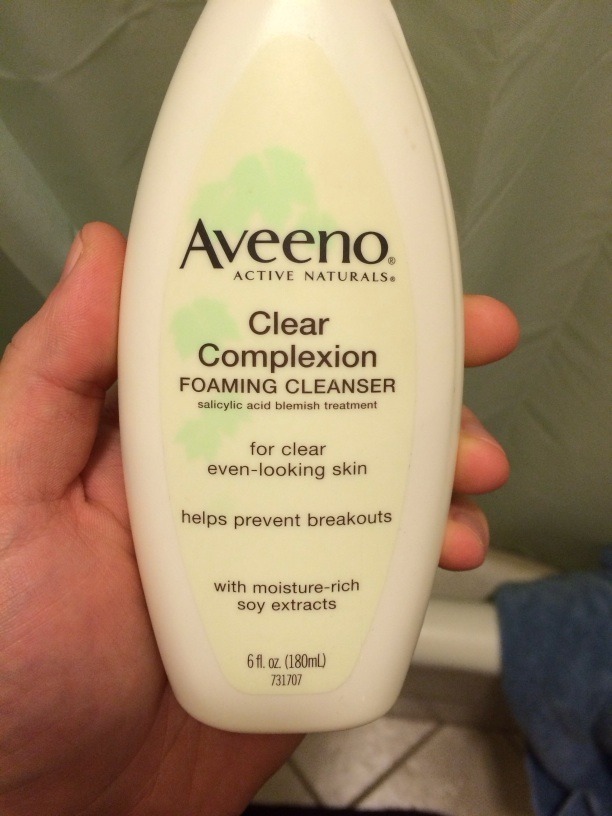 Aveeno®
ACTIVE NATURALS®
Clear
Complexion
FOAMING CLEANSER
salicylic acid blemish treatment
for clear
even-looking skin
helps prevent breakouts
with moisture-rich
soy extracts
6 fl. oz. (180mL)
731707